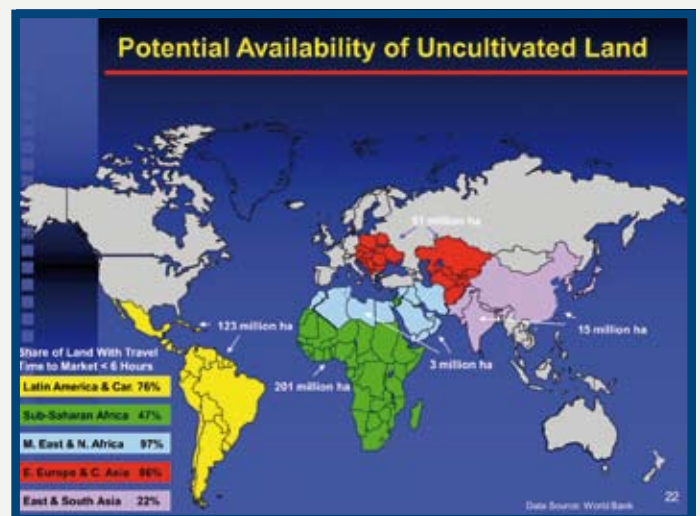 Potential Availability of Uncultivated Land
51 million ha
123 million ha
15 million ha
3 million ha
201 million ha
Share of Land With Travel
Time to Market < 6 Hours
Latin America & Car. 76%
Sub-Saharan Africa 47%
M. East & N. Africa 97%
E. Europe & C. Asia 86%
East & South Asia 22%
22
Data Source: World Bank